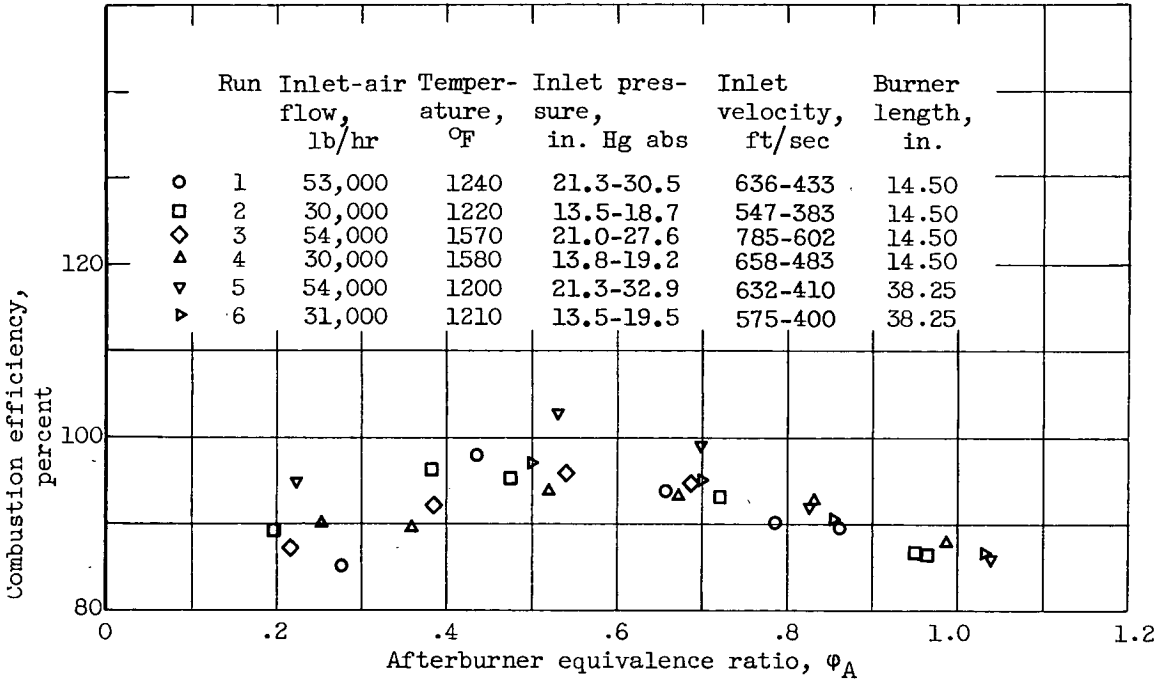 Run Inlet-air Temper- Inlet pres- Inlet Burner
flow, ature, sure, velocity, length,
lb/hr °F in. Hg abs ft/sec in.
1 53,000 1240 21.3-30.5 636-433 14.50
2 30,000 1220 13.5-18.7 547-383 14.50
3 54,000 1570 21.0-27.6 785-602 14.50
4 30,000 1580 13.8-19.2 658-483 14.50
5 54,000 1200 21.3-32.9 632-410 38.25
6 31,000 1210 13.5-19.5 575-400 38.25
Combustion efficiency,
percent
120
100
80
0 .2 .4 .6 .8 1.0 1.2
Afterburner equivalence ratio, φA